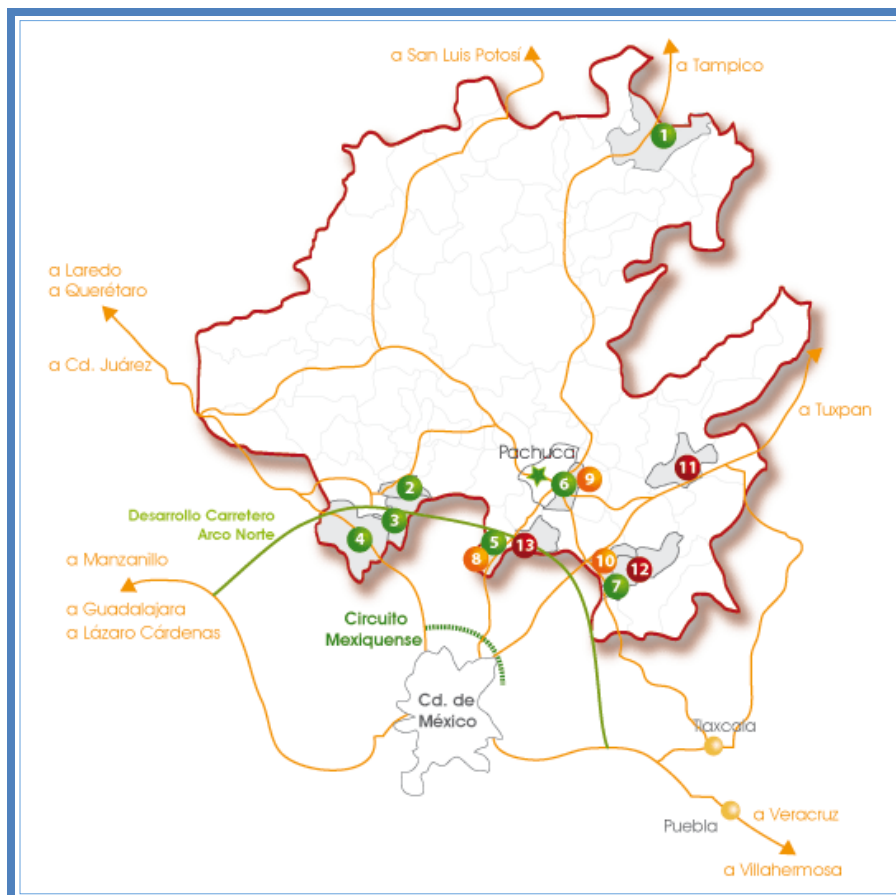 a San Luis Potosí
a Tampico
1
a Laredo
a Querétaro
a Cd. Juárez
a Tuxpan
Pachuca
11
9
6
2
Desarrollo Carretero
Arco Norte
3
4
5
13
8
10
12
7
a Manzanillo
a Guadalajara
a Lázaro Cárdenas
Circuito
Mexiquense
Cd. de
México
Tlaxcala
Puebla
a Veracruz
a Villahermosa